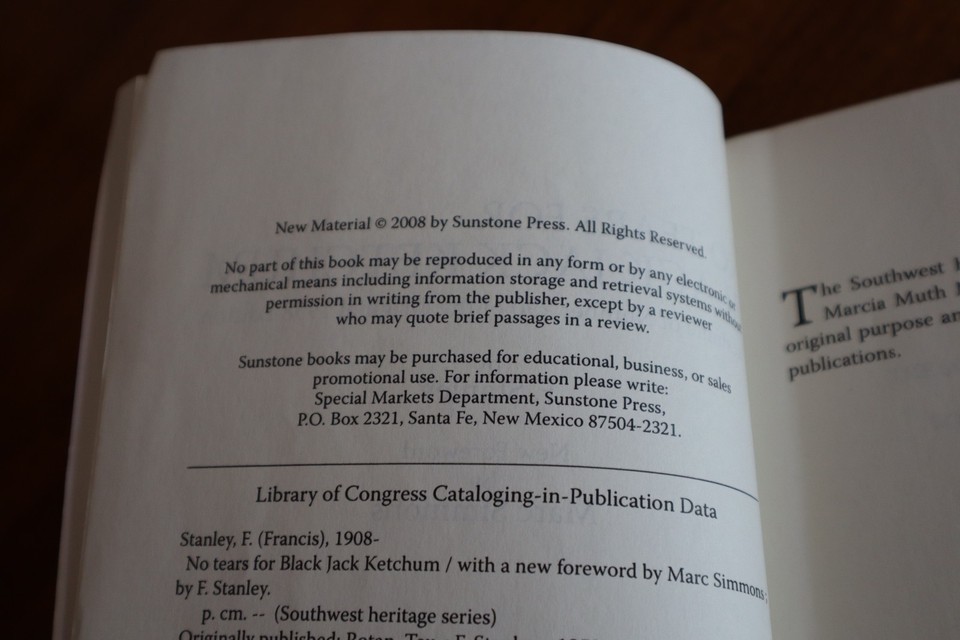 New Material © 2008 by Sunstone Press. All Rights Reserved.
No part of this book may be reproduced in any form or by any electronic or
mechanical means including information storage and retrieval systems without
permission in writing from the publisher, except by a reviewer
who may quote brief passages in a review.
Sunstone books may be purchased for educational, business, or sales
promotional use. For information please write:
Special Markets Department, Sunstone Press,
P.O. Box 2321, Santa Fe, New Mexico 87504-2321.
Library of Congress Cataloging-in-Publication Data
Stanley, F. (Francis), 1908-
No tears for Black Jack Ketchum / with a new foreword by Marc Simmons ;
by F. Stanley.
p. cm. -- (Southwest heritage series)
Originally published:
The Southwest
Marcia Muth
original purpose
publications.